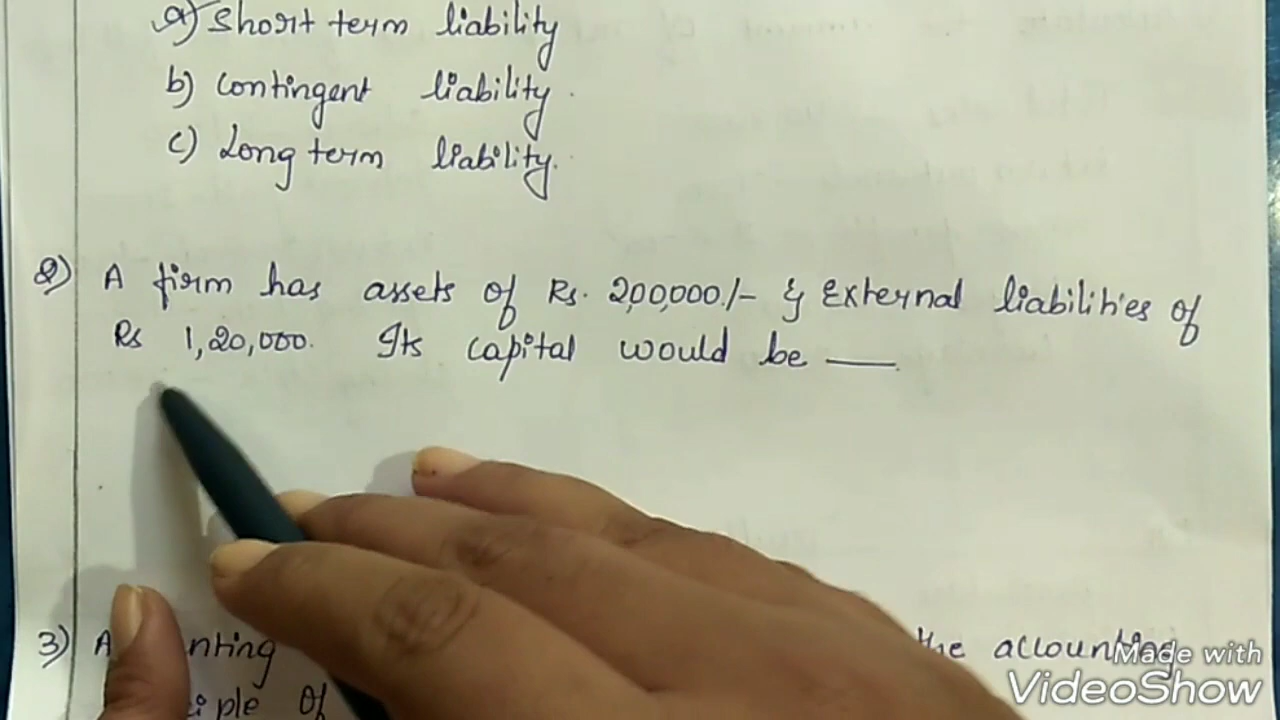 a) Short term liability
b) Contingent liability.
c) Long term liability.
2) A firm has assets of Rs. 2,00,000/- & External liabilities of
Rs 1,20,000. Its capital would be ___.
3) A nting the accounting
iple of
Made with
VideoShow